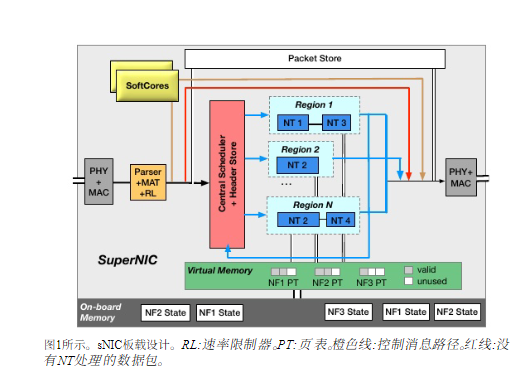 Packet Store
SoftCores
Region 1
NT 1
NT 3
Region 2
NT 2
...
Region N
NT 2
NT 4
Central Scheduler
+ Header Store
PHY
+
MAC
Parser
+MAT
+RL
PHY+
MAC
SuperNIC
Virtual Memory
NF1 PT
NF2 PT
NF3 PT
valid
unused
On-board
Memory
NF2 State
NF1 State
NF3 State
NF1 State
NF2 State
图1所示。sNIC板载设计。RL:速率限制器。PT:页表。橙色线:控制消息路径。红线:没
有NT处理的数据包。